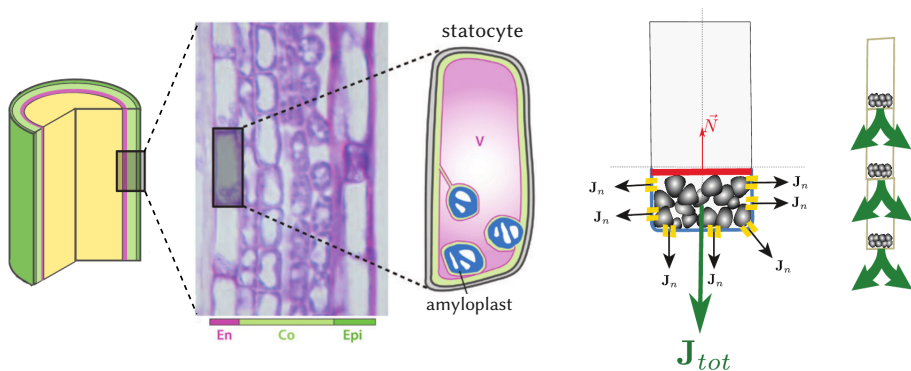 statocyte
V
amyloplast
En Co Epi
N⃗
J_n J_n
J_n J_n
J_n J_n J_n
J_tot